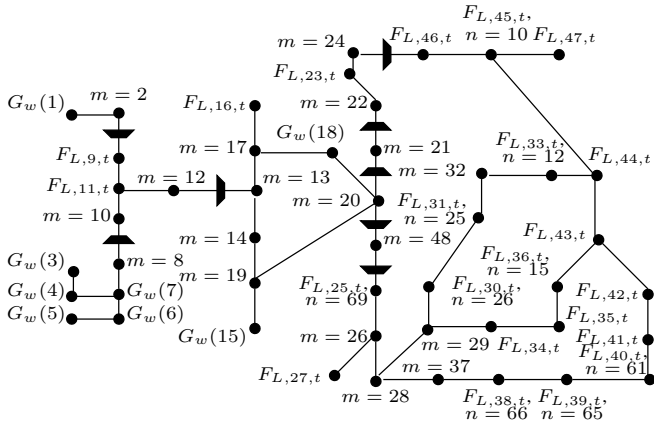 m = 24
F_{L,46,t}
F_{L,45,t},
n = 10
F_{L,47,t}
F_{L,23,t}
G_w(1)
m = 2
F_{L,16,t}
m = 22
F_{L,9,t}
m = 17
G_w(18)
m = 21
F_{L,33,t},
n = 12
F_{L,11,t}
m = 12
m = 13
m = 32
F_{L,44,t}
m = 10
m = 20
F_{L,31,t},
n = 25
m = 14
m = 48
F_{L,43,t}
G_w(3)
m = 8
m = 19
F_{L,36,t},
n = 15
G_w(4)
G_w(7)
F_{L,25,t},
n = 69
F_{L,30,t},
n = 26
F_{L,42,t}
G_w(5)
G_w(6)
G_w(15)
m = 26
m = 29
F_{L,34,t}
F_{L,35,t}
F_{L,41,t}
F_{L,40,t},
n = 61
F_{L,27,t}
m = 28
m = 37
F_{L,38,t},
n = 66
F_{L,39,t},
n = 65